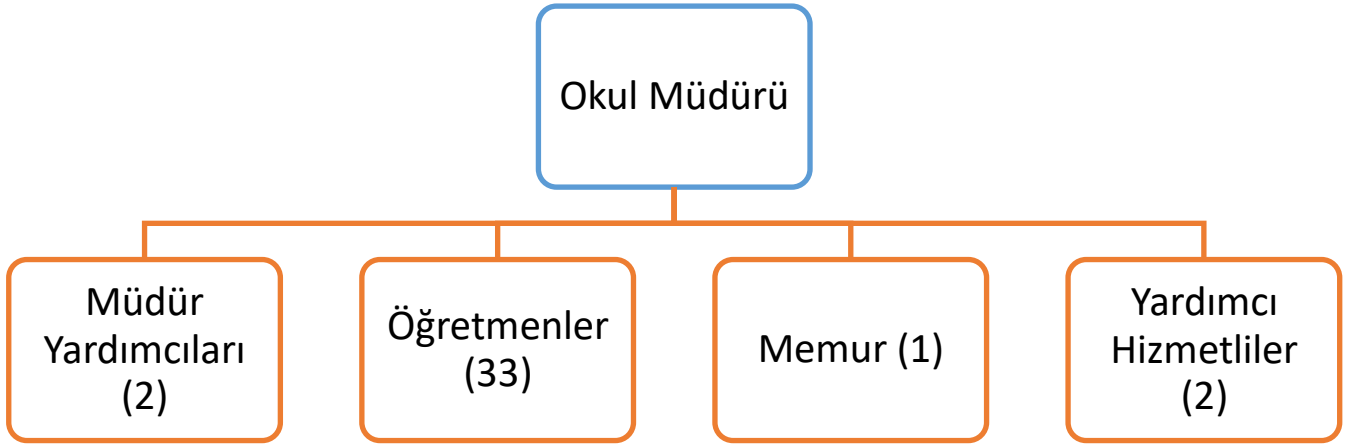 Okul Müdürü
Müdür
Yardımcıları
(2)
Öğretmenler
(33)
Memur (1)
Yardımcı
Hizmetliler
(2)